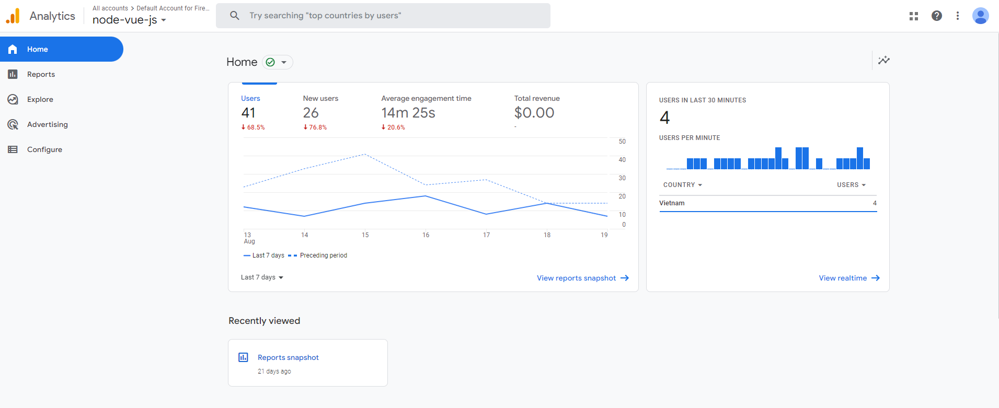 Analytics
All accounts > Default Account for Fire...
node-vue-js
Try searching "top countries by users"
Home
Reports
Explore
Advertising
Configure
Home
Users
41
68.5%
New users
26
76.8%
Average engagement time
14m 25s
20.6%
Total revenue
$0.00
-
50
40
30
20
10
0
13 14 15 16 17 18 19
Aug
Last 7 days Preceding period
Last 7 days
View reports snapshot
USERS IN LAST 30 MINUTES
4
USERS PER MINUTE
COUNTRY USERS
Vietnam 4
View realtime
Recently viewed
Reports snapshot
21 days ago